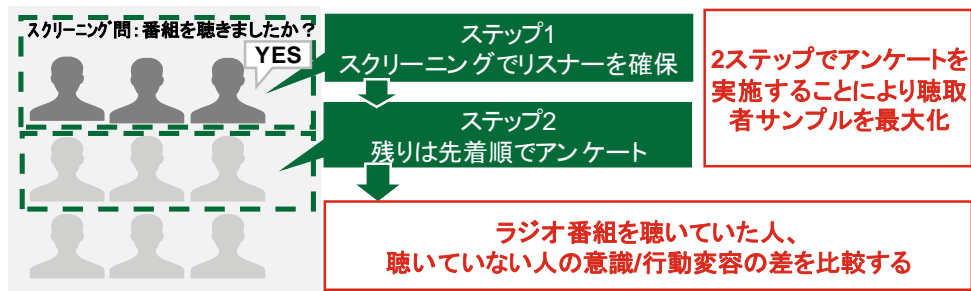 スクリーニング問:番組を聴きましたか?
YES
ステップ1
スクリーニングでリスナーを確保
ステップ2
残りは先着順でアンケート
2ステップでアンケートを
実施することにより聴取
者サンプルを最大化
ラジオ番組を聴いていた人、
聴いていない人の意識/行動変容の差を比較する